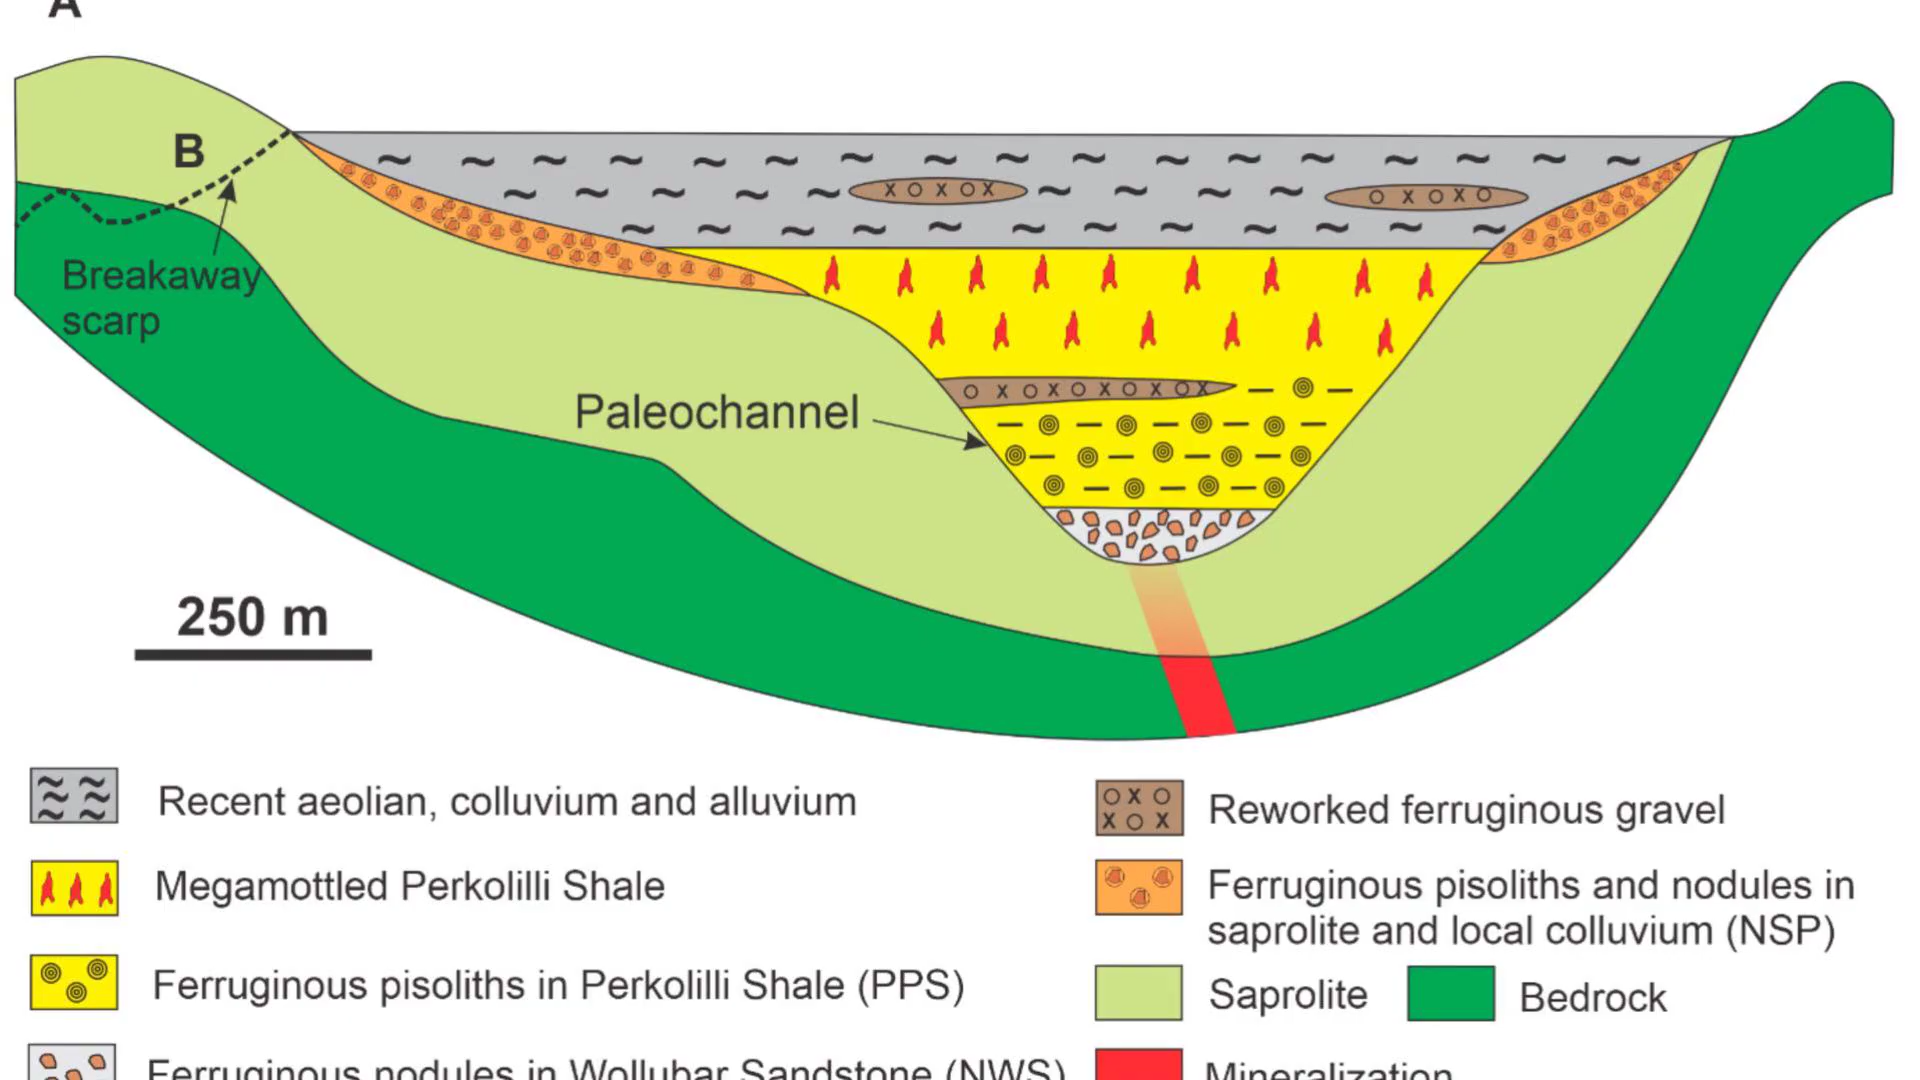 A
B
Breakaway
scarp
Paleochannel
250 m
Recent aeolian, colluvium and alluvium
Reworked ferruginous gravel
Megamottled Perkolilli Shale
Ferruginous pisoliths and nodules in
saprolite and local colluvium (NSP)
Ferruginous pisoliths in Perkolilli Shale (PPS)
Saprolite
Bedrock
Ferruginous nodules in Wollubar Sandstone (NWS)
Mineralization